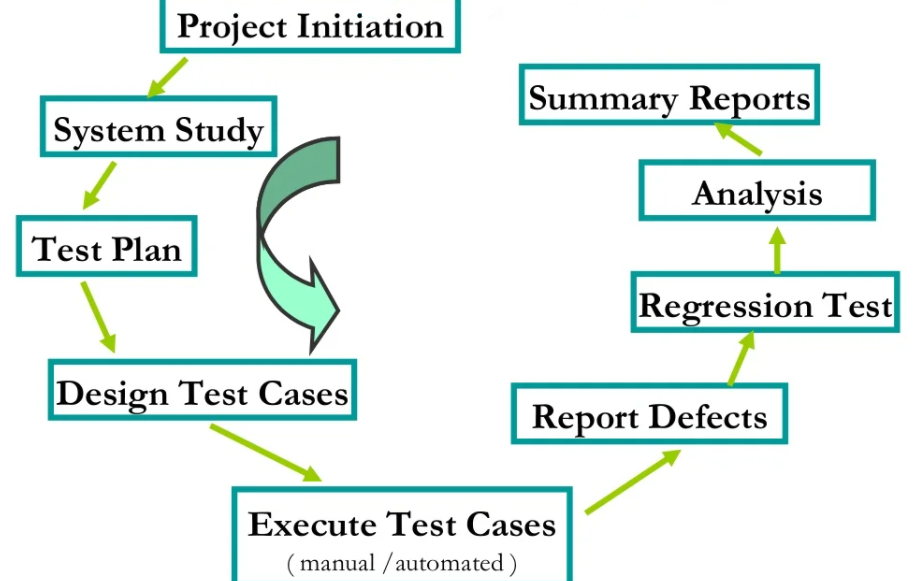 Project Initiation
System Study
Test Plan
Design Test Cases
Execute Test Cases
( manual /automated )
Report Defects
Regression Test
Analysis
Summary Reports